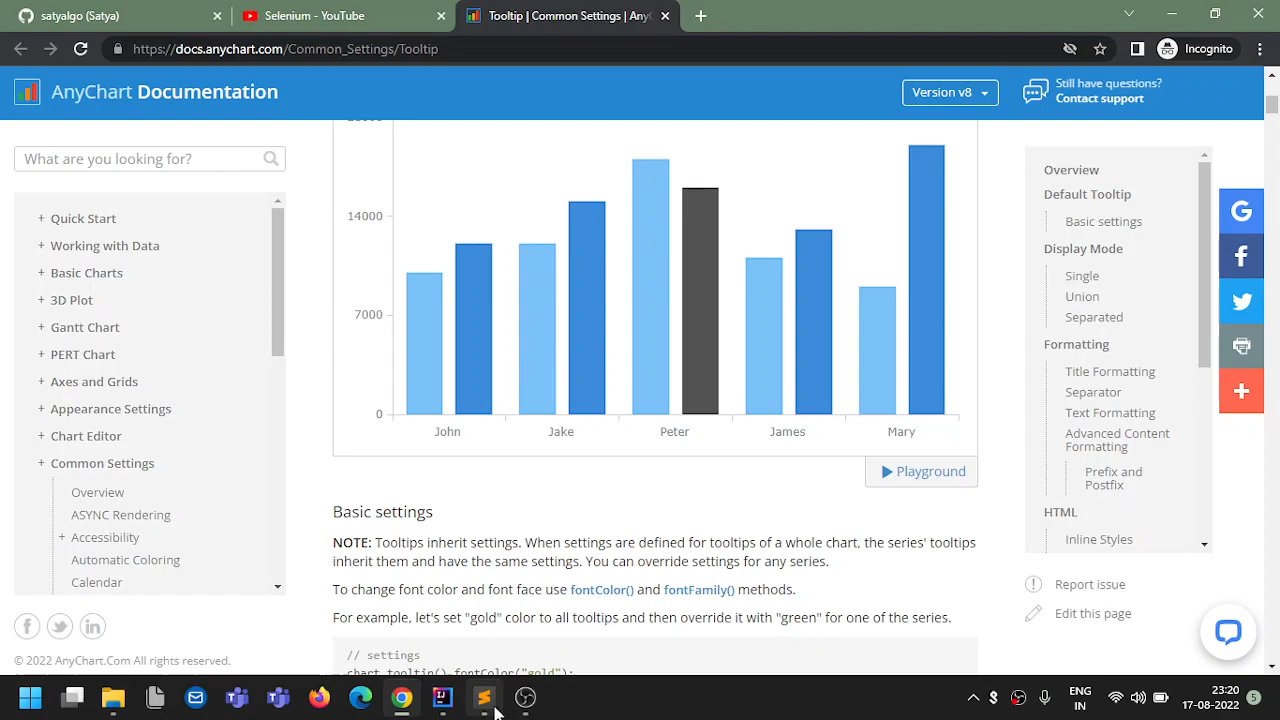 satyalgo (Satya)
Selenium - YouTube
Tooltip | Common Settings | Any
https://docs.anychart.com/Common_Settings/Tooltip
Incognito
AnyChart Documentation
Version v8
Still have questions?
Contact support
What are you looking for?
+ Quick Start
+ Working with Data
+ Basic Charts
+ 3D Plot
+ Gantt Chart
+ PERT Chart
+ Axes and Grids
+ Appearance Settings
+ Chart Editor
+ Common Settings
Overview
ASYNC Rendering
+ Accessibility
Automatic Coloring
Calendar
© 2022 AnyChart.Com All rights reserved.
14000
7000
0
John
Jake
Peter
James
Mary
Playground
Basic settings
NOTE: Tooltips inherit settings. When settings are defined for tooltips of a whole chart, the series' tooltips
inherit them and have the same settings. You can override settings for any series.
To change font color and font face use fontColor() and fontFamily() methods.
For example, let's set "gold" color to all tooltips and then override it with "green" for one of the series.
// settings
chart.tooltip().fontColor("gold");
Overview
Default Tooltip
Basic settings
Display Mode
Single
Union
Separated
Formatting
Title Formatting
Separator
Text Formatting
Advanced Content
Formatting
Prefix and
Postfix
HTML
Inline Styles
Report issue
Edit this page
ENG
IN
23:20
17-08-2022
5